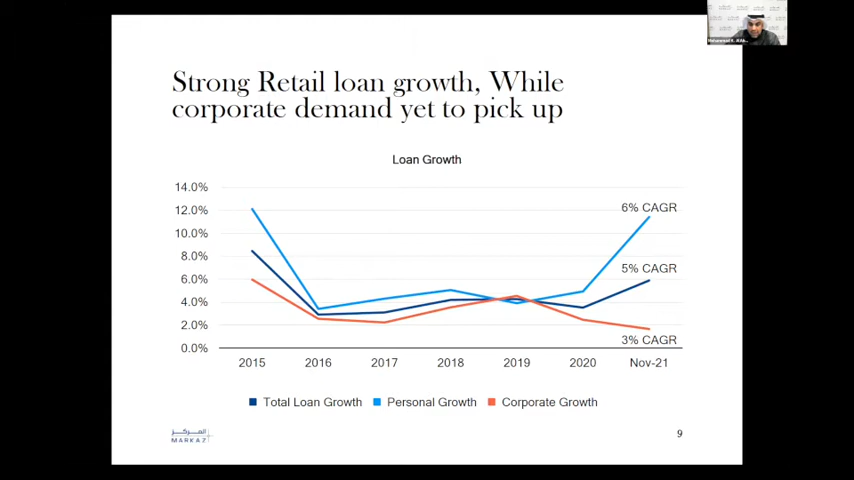 Strong Retail loan growth, While
corporate demand yet to pick up
Loan Growth
14.0%
12.0%
10.0%
8.0%
6.0%
4.0%
2.0%
0.0%
6% CAGR
5% CAGR
3% CAGR
2015 2016 2017 2018 2019 2020 Nov-21
Total Loan Growth Personal Growth Corporate Growth
المركز
MARKAZ
9